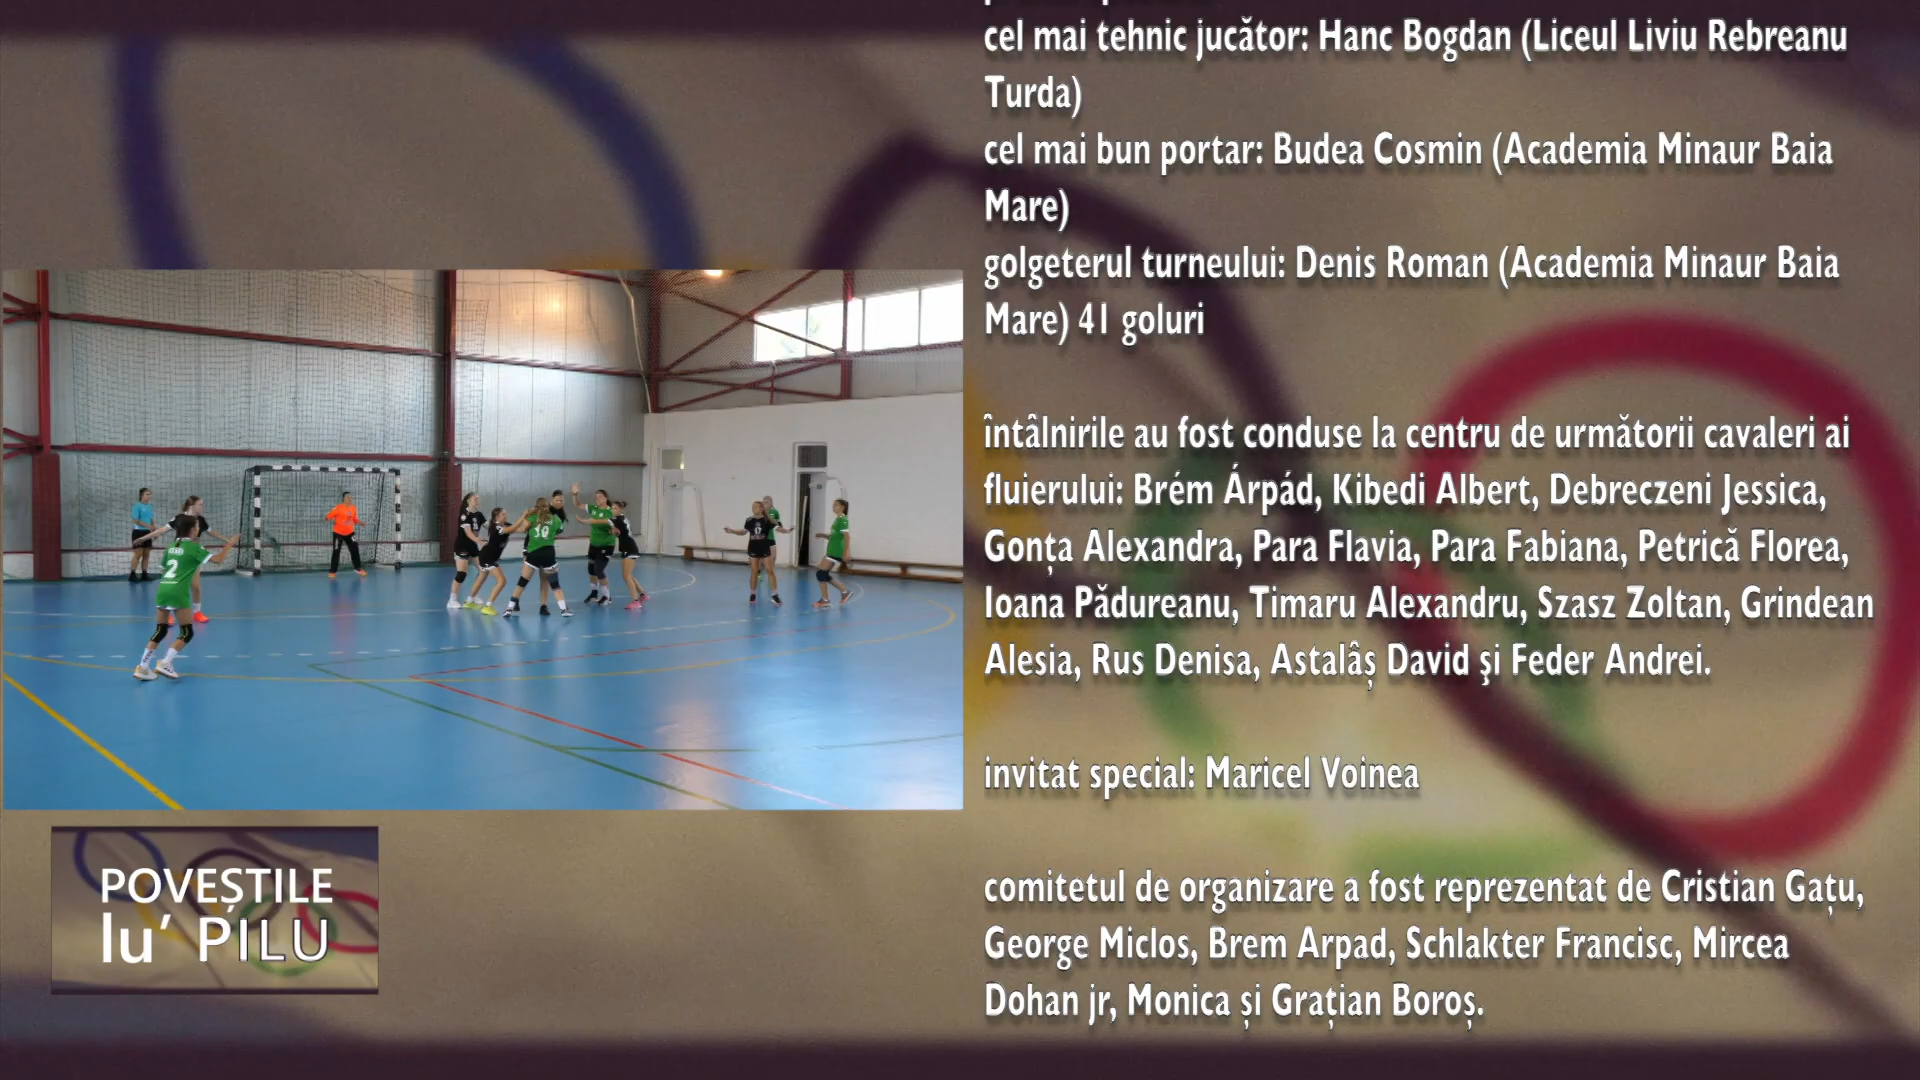 cel mai tehnic jucător: Hanc Bogdan (Liceul Liviu Rebreanu
Turda)
cel mai bun portar: Budea Cosmin (Academia Minaur Baia
Mare)
golgeterul turneului: Denis Roman (Academia Minaur Baia
Mare) 41 goluri
întâlnirile au fost conduse la centru de următorii cavaleri ai
fluierului: Brém Árpád, Kibedi Albert, Debreczeni Jessica,
Gonța Alexandra, Para Flavia, Para Fabiana, Petrică Florea,
Ioana Pădureanu, Timaru Alexandru, Szasz Zoltan, Grindean
Alesia, Rus Denisa, Astalâș David şi Feder Andrei.
invitat special: Maricel Voinea
comitetul de organizare a fost reprezentat de Cristian Gațu,
George Miclos, Brem Arpad, Schlakter Francisc, Mircea
Dohan jr, Monica și Grațian Boroș.
2
10
POVEȘTILE
lu' PILU